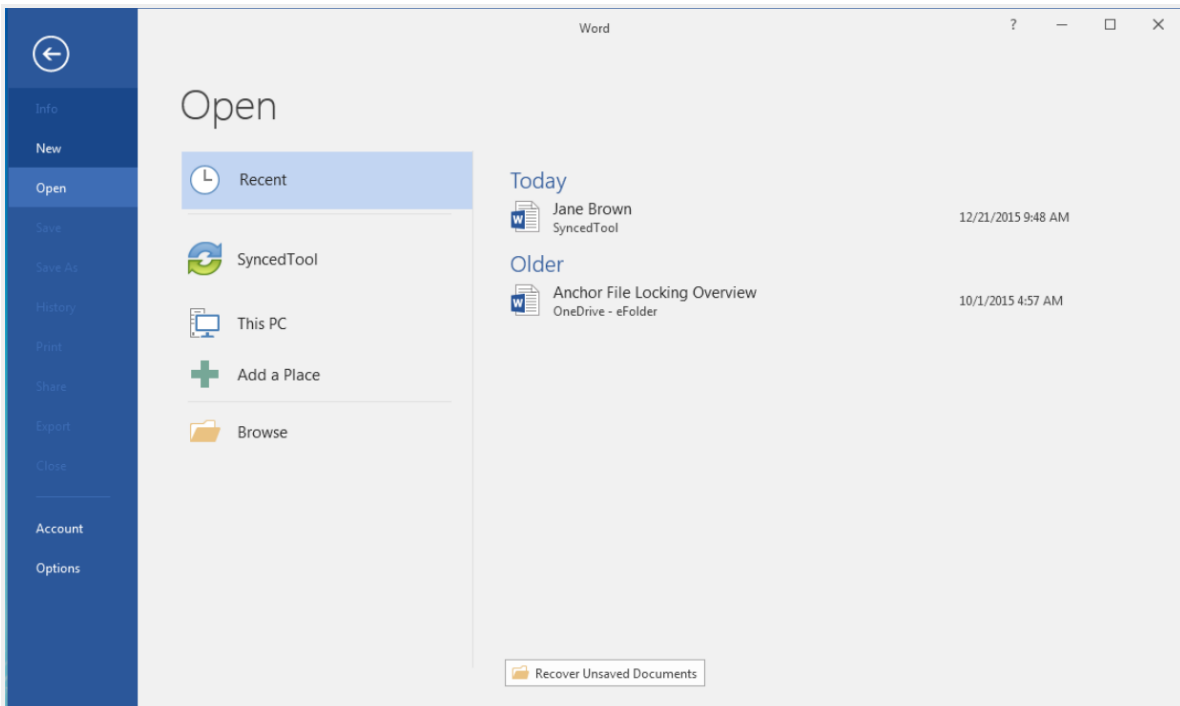 Word
?
Info
New
Open
Save
Save As
History
Print
Share
Export
Close
Account
Options
Open
Recent
SyncedTool
This PC
Add a Place
Browse
Today
Jane Brown
12/21/2015 9:48 AM
SyncedTool
Older
Anchor File Locking Overview
10/1/2015 4:57 AM
OneDrive - eFolder
Recover Unsaved Documents